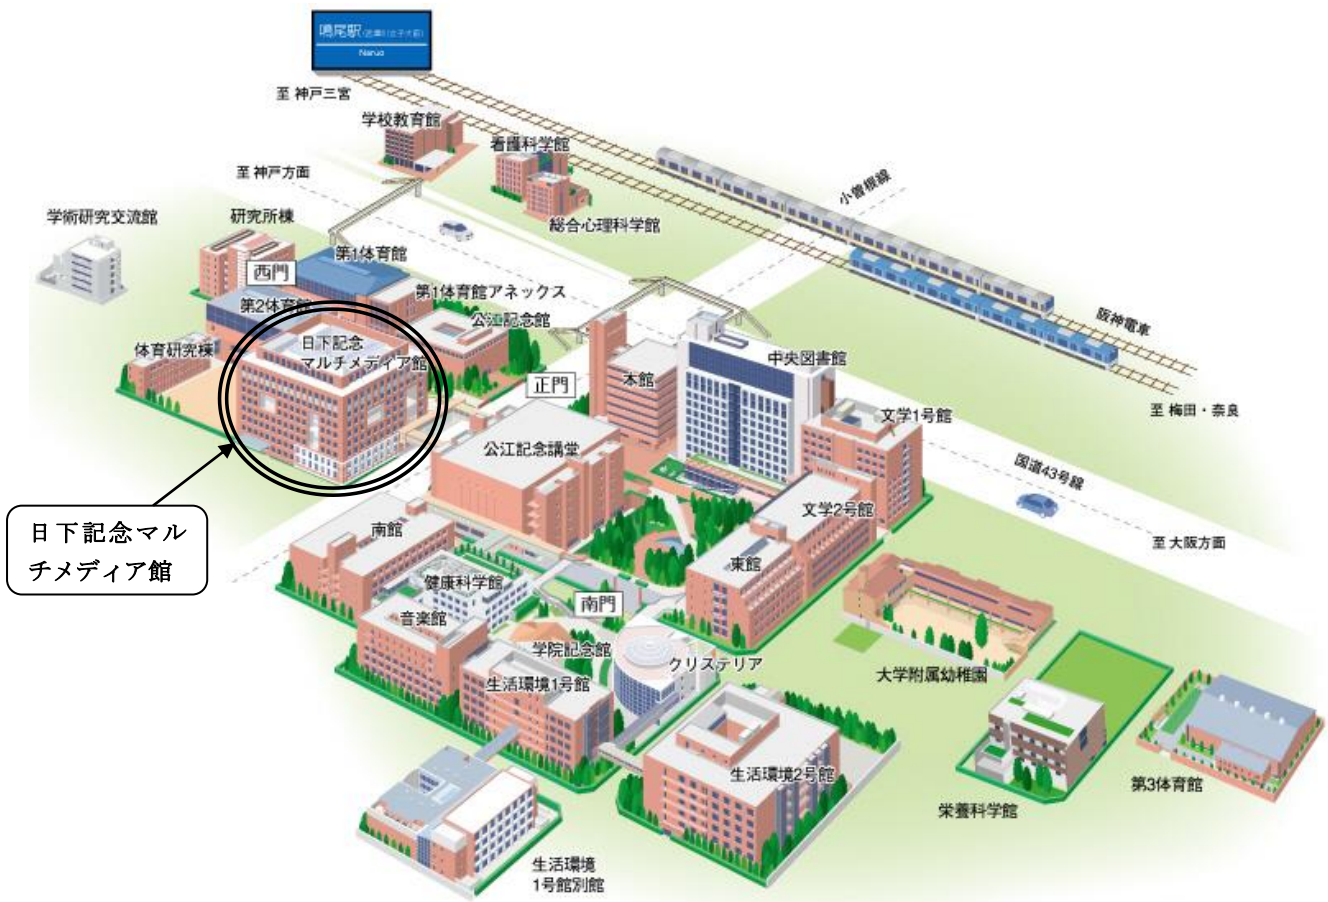 鳴尾駅(武庫川女子大前)
Naruo
至 神戸三宮
学校教育館
看護科学館
至 神戸方面
小曽根線
学術研究交流館
研究所棟
総合心理科学館
第1体育館
西門
第1体育館アネックス
第2体育館
公江記念館
阪神電車
体育研究棟
日下記念
マルチメディア館
中央図書館
本館
正門
至 梅田・奈良
文学1号館
公江記念講堂
国道43号線
文学2号館
日下記念マル
チメディア館
南館
至 大阪方面
東館
健康科学館
南門
音楽館
学院記念館
クリステリア
大学附属幼稚園
生活環境1号館
生活環境2号館
第3体育館
栄養科学館
生活環境
1号館別館